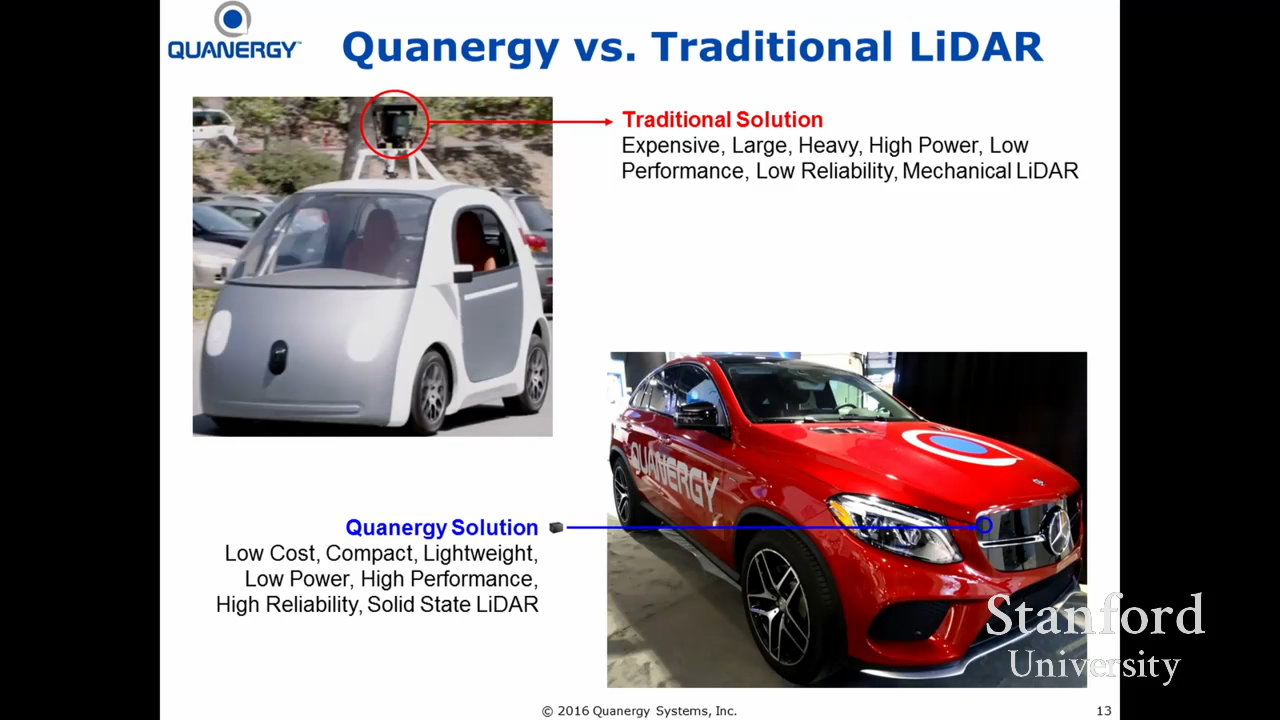 QUANERGY™
Quanergy vs. Traditional LiDAR
Traditional Solution
Expensive, Large, Heavy, High Power, Low
Performance, Low Reliability, Mechanical LiDAR
QUANERGY
Quanergy Solution
Low Cost, Compact, Lightweight,
Low Power, High Performance,
High Reliability, Solid State LiDAR
Stanford
University
© 2016 Quanergy Systems, Inc.
13